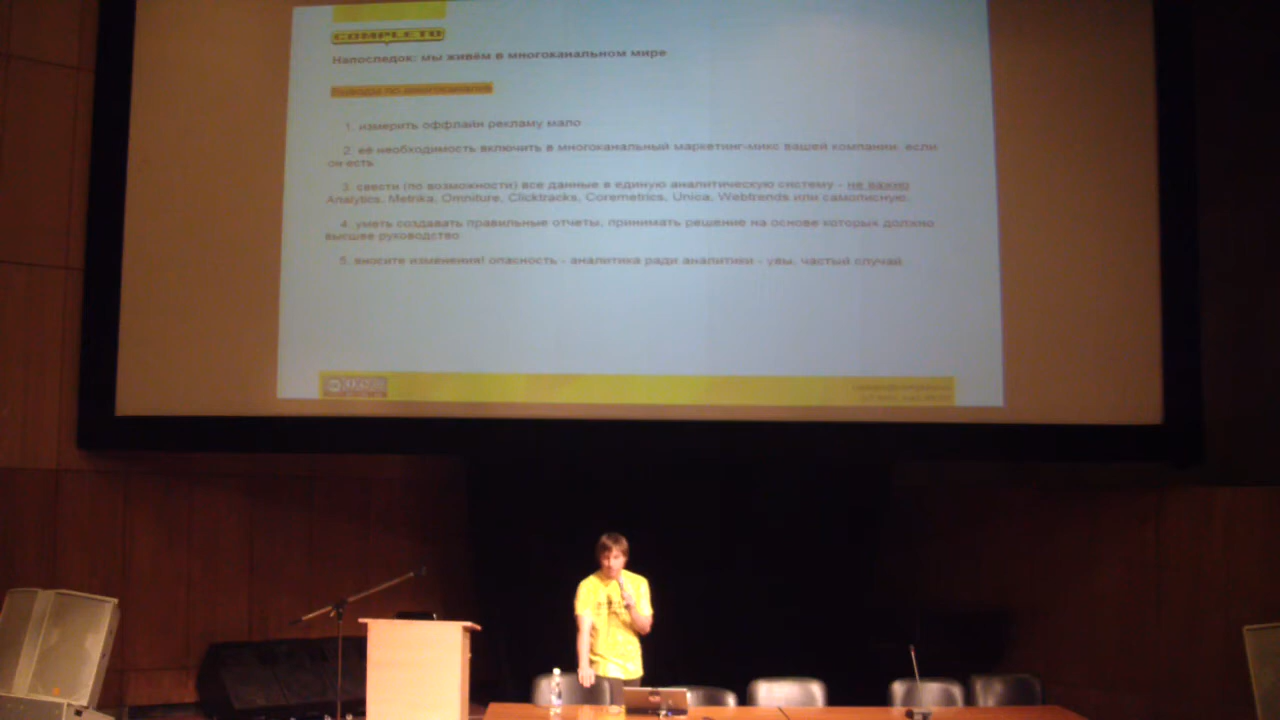 COMPLETO
Напоследок: мы живём в многоканальном мире
Выводы по
1. измерить оффлайн рекламу мало
2. её необходимость включить в многоканальный маркетинг-микс вашей компании, если
он есть
3. свести (по возможности) все данные в единую аналитическую систему - не важно
Analytics, Metrika, Omniture, Clicktracks, Coremetrics, Unica, Webtrends или самописную.
4. уметь создавать правильные отчеты, принимать решение на основе которых должно
высшее руководство
5. вносите изменения! опасность - аналитика ради аналитики - увы, частый случай
cc